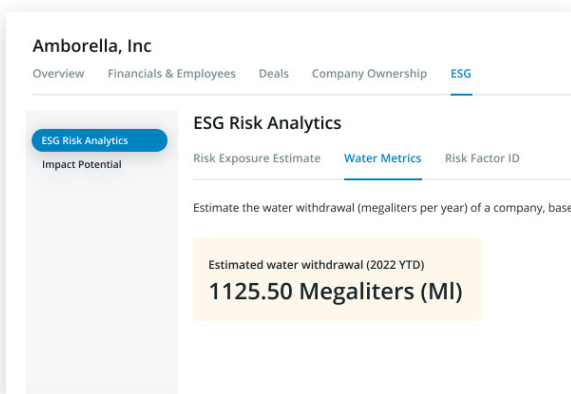 Amborella, Inc
Overview Financials & Employees Deals Company Ownership ESG
ESG Risk Analytics
Impact Potential
ESG Risk Analytics
Risk Exposure Estimate Water Metrics Risk Factor ID
Estimate the water withdrawal (megaliters per year) of a company, base
Estimated water withdrawal (2022 YTD)
1125.50 Megaliters (Ml)